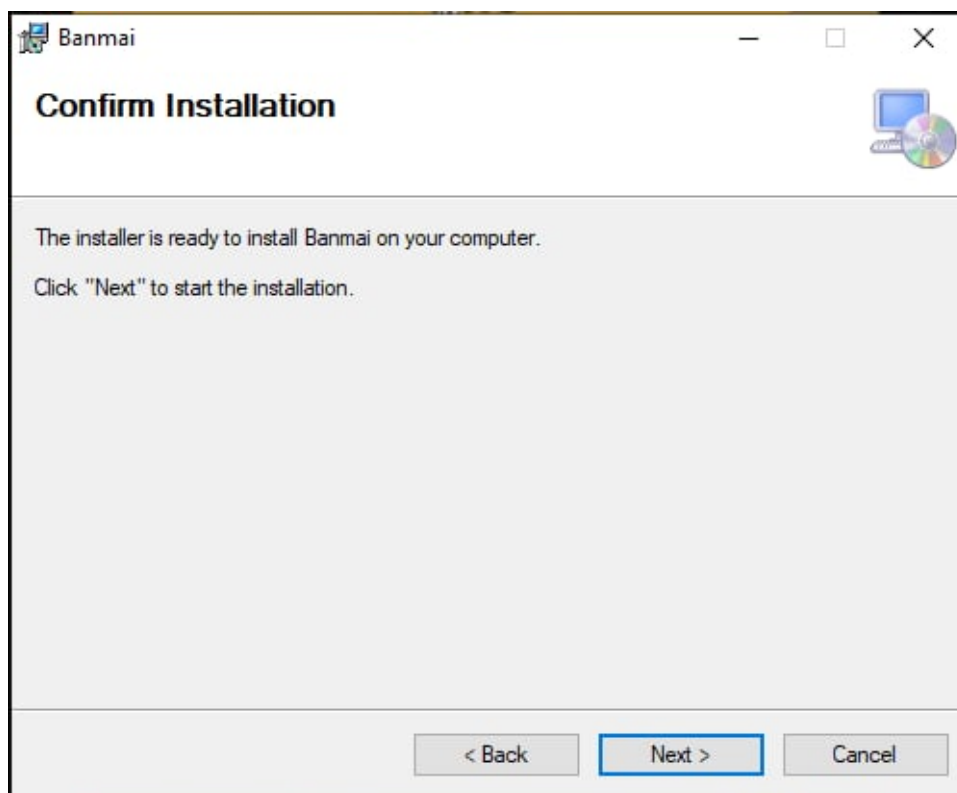 Banmai
Confirm Installation
The installer is ready to install Banmai on your computer.
Click "Next" to start the installation.
< Back
Next >
Cancel